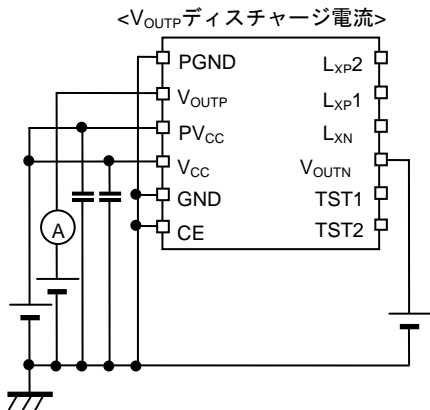 <VOUTPディスチャージ電流>
PGND
VOUTP
PVCC
VCC
GND
CE
LXP2
LXP1
LXN
VOUTN
TST1
TST2
A